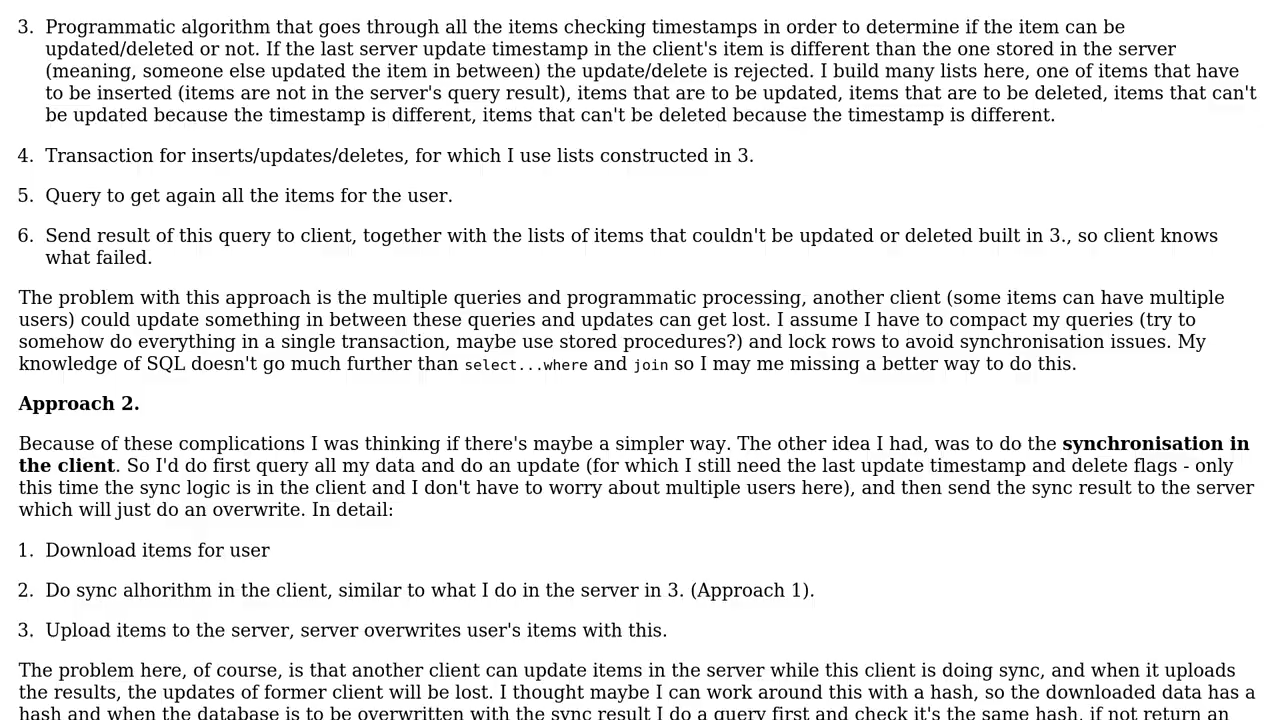 3. Programmatic algorithm that goes through all the items checking timestamps in order to determine if the item can be
updated/deleted or not. If the last server update timestamp in the client's item is different than the one stored in the server
(meaning, someone else updated the item in between) the update/delete is rejected. I build many lists here, one of items that have
to be inserted (items are not in the server's query result), items that are to be updated, items that are to be deleted, items that can't
be updated because the timestamp is different, items that can't be deleted because the timestamp is different.
4. Transaction for inserts/updates/deletes, for which I use lists constructed in 3.
5. Query to get again all the items for the user.
6. Send result of this query to client, together with the lists of items that couldn't be updated or deleted built in 3., so client knows
what failed.
The problem with this approach is the multiple queries and programmatic processing, another client (some items can have multiple
users) could update something in between these queries and updates can get lost. I assume I have to compact my queries (try to
somehow do everything in a single transaction, maybe use stored procedures?) and lock rows to avoid synchronisation issues. My
knowledge of SQL doesn't go much further than select...where and join so I may me missing a better way to do this.
Approach 2.
Because of these complications I was thinking if there's maybe a simpler way. The other idea I had, was to do the synchronisation in
the client. So I'd do first query all my data and do an update (for which I still need the last update timestamp and delete flags - only
this time the sync logic is in the client and I don't have to worry about multiple users here), and then send the sync result to the server
which will just do an overwrite. In detail:
1. Download items for user
2. Do sync alhorithm in the client, similar to what I do in the server in 3. (Approach 1).
3. Upload items to the server, server overwrites user's items with this.
The problem here, of course, is that another client can update items in the server while this client is doing sync, and when it uploads
the results, the updates of former client will be lost. I thought maybe I can work around this with a hash, so the downloaded data has a
hash and when the database is to be overwritten with the sync result I do a query first and check it's the same hash, if not return an